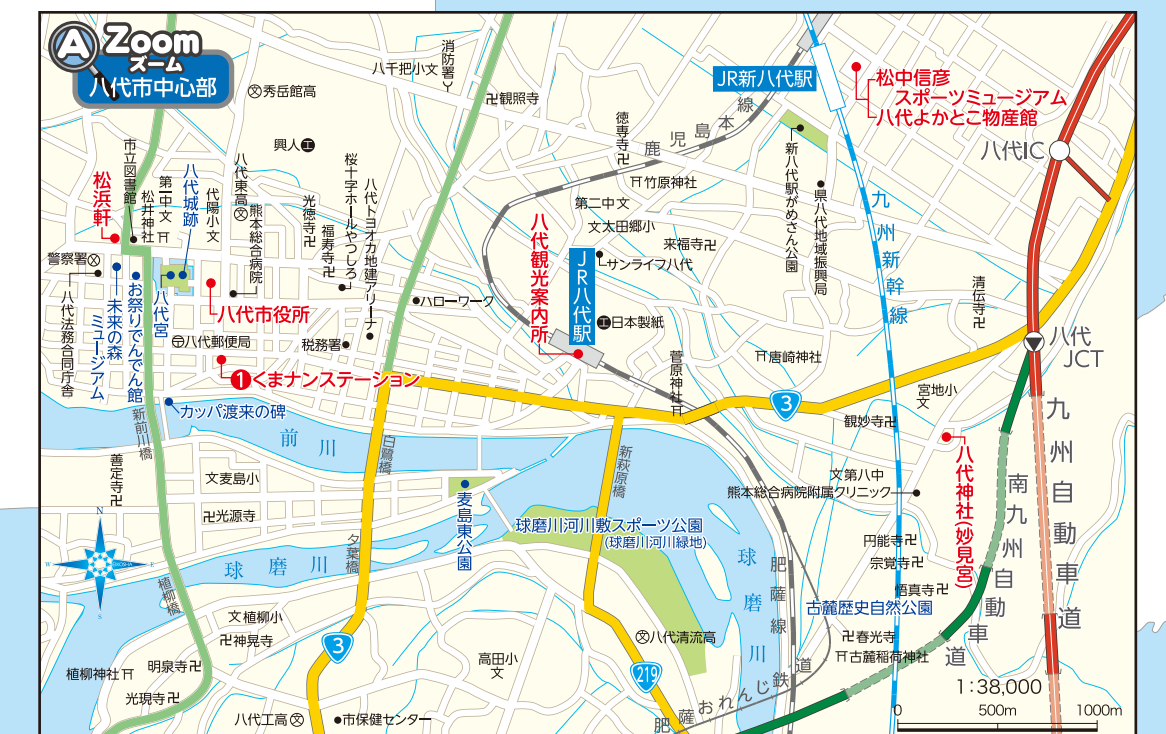 A Zoom
ズーム
八代市中心部
消防署
八千把小文
秀岳館高
観照寺
JR新八代駅
松中信彦
スポーツミュージアム
八代よかとこ物産館
鹿児島本線
徳寿寺
興人
市立図書館
松浜軒
第一中文
松井神社
八代城跡
代陽小文
八代東高
熊本総合病院
光徳寺
福寿寺
桜十字ホールやつしろ
八代トヨオカ地建アリーナ
竹原神社
新八代駅がめさん公園
県八代地域振興局
九州新幹線
八代IC
第二中文
文太田郷小
来福寺
サンライフ八代
八代観光案内所
JR八代駅
日本製紙
清伝寺
警察署
八代法務合同庁舎
未来の森
ミュージアム
お祭りでんでん館
八代宮
八代市役所
ハローワーク
八代郵便局
税務署
1くまナンステーション
菅原神社
唐崎神社
八代
JCT
3
宮地小
文
観妙寺
カッパ渡来の碑
新前川橋
前川
白鷺橋
新萩原橋
善定寺
文麦島小
光源寺
麦島東公園
球磨川河川敷スポーツ公園
(球磨川河川緑地)
文第八中
熊本総合病院附属クリニック
八代神社(妙見宮)
九州自動車道
南九州自動車道
N
W
E
S
球磨川
夕葉橋
植柳橋
円能寺
宗覚寺
悟真寺
球磨川
肥薩線
古麓歴史自然公園
文植柳小
神晃寺
3
八代清流高
春光寺
古麓稲荷神社
植柳神社
明泉寺
光現寺
高田小
文
219
肥薩おれんじ鉄道
八代工高
市保健センター
1:38,000
0
500m
1000m